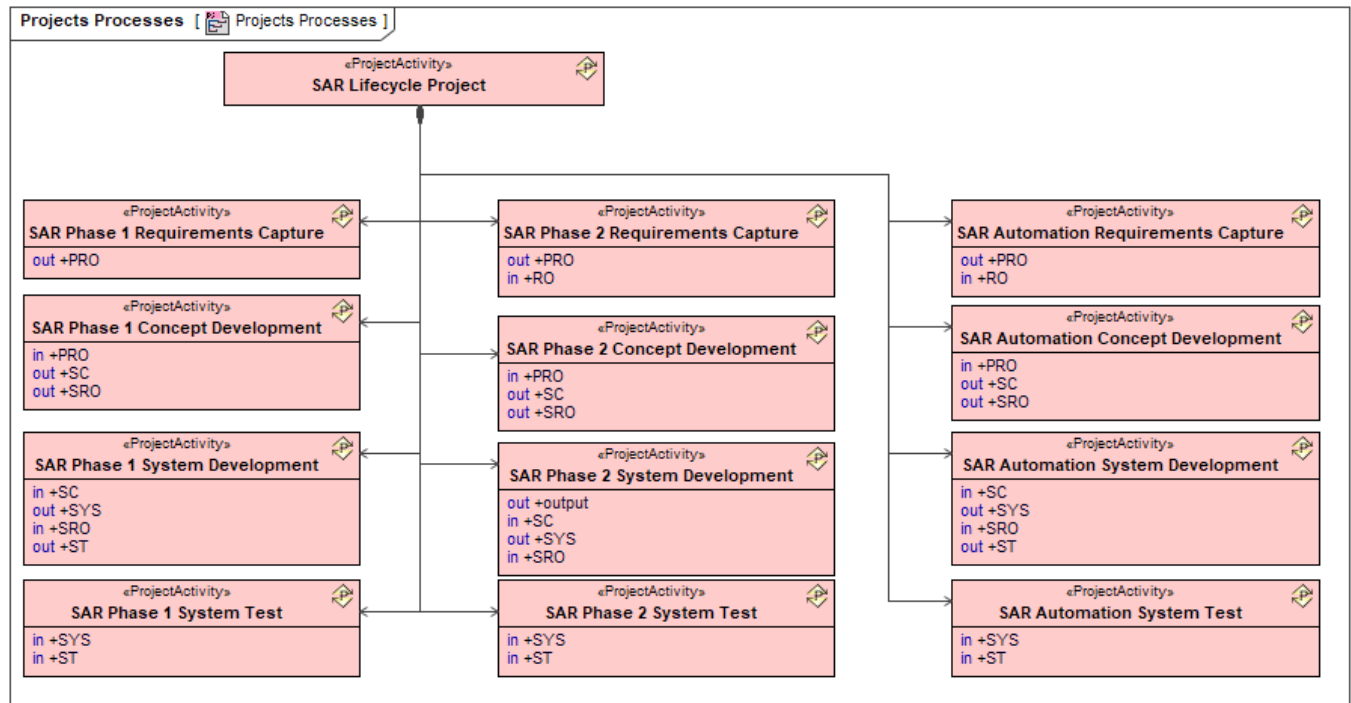 Projects Processes [ Projects Processes ]
«ProjectActivity»
SAR Lifecycle Project
«ProjectActivity»
SAR Phase 1 Requirements Capture
out +PRO
«ProjectActivity»
SAR Phase 2 Requirements Capture
out +PRO
in +RO
«ProjectActivity»
SAR Automation Requirements Capture
out +PRO
in +RO
«ProjectActivity»
SAR Phase 1 Concept Development
in +PRO
out +SC
out +SRO
«ProjectActivity»
SAR Phase 2 Concept Development
in +PRO
out +SC
out +SRO
«ProjectActivity»
SAR Automation Concept Development
in +PRO
out +SC
out +SRO
«ProjectActivity»
SAR Phase 1 System Development
in +SC
out +SYS
in +SRO
out +ST
«ProjectActivity»
SAR Phase 2 System Development
out +output
in +SC
out +SYS
in +SRO
«ProjectActivity»
SAR Automation System Development
in +SC
out +SYS
in +SRO
out +ST
«ProjectActivity»
SAR Phase 1 System Test
in +SYS
in +ST
«ProjectActivity»
SAR Phase 2 System Test
in +SYS
in +ST
«ProjectActivity»
SAR Automation System Test
in +SYS
in +ST